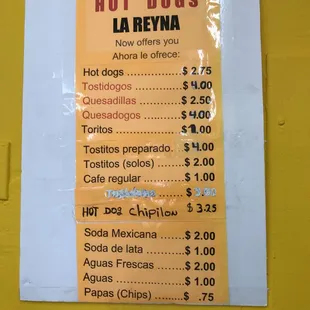 HOT DOGS
LA REYNA
Now offers you
Ahora le ofrece:
Hot dogs ................ $ 2.75
Tostidogos ............. $ 4.00
Quesadillas ............ $ 2.50
Quesadogos .......... $ 4.00
Toritos ................... $ .00
Tostitos preparado. $ 4.00
Tostitos (solos) ....... $ 2.00
Cafe regular ........... $ 1.00
HOT DOG chipilon $ 3.25
Soda Mexicana ....... $ 2.00
Soda de lata ........... $ 1.00
Aguas Frescas ........ $ 2.00
Aguas ..................... $ 1.00
Papas (Chips) ......... $ .75